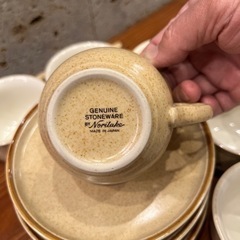 GENUINE
STONEWARE
BY Noritake
MADE IN JAPAN